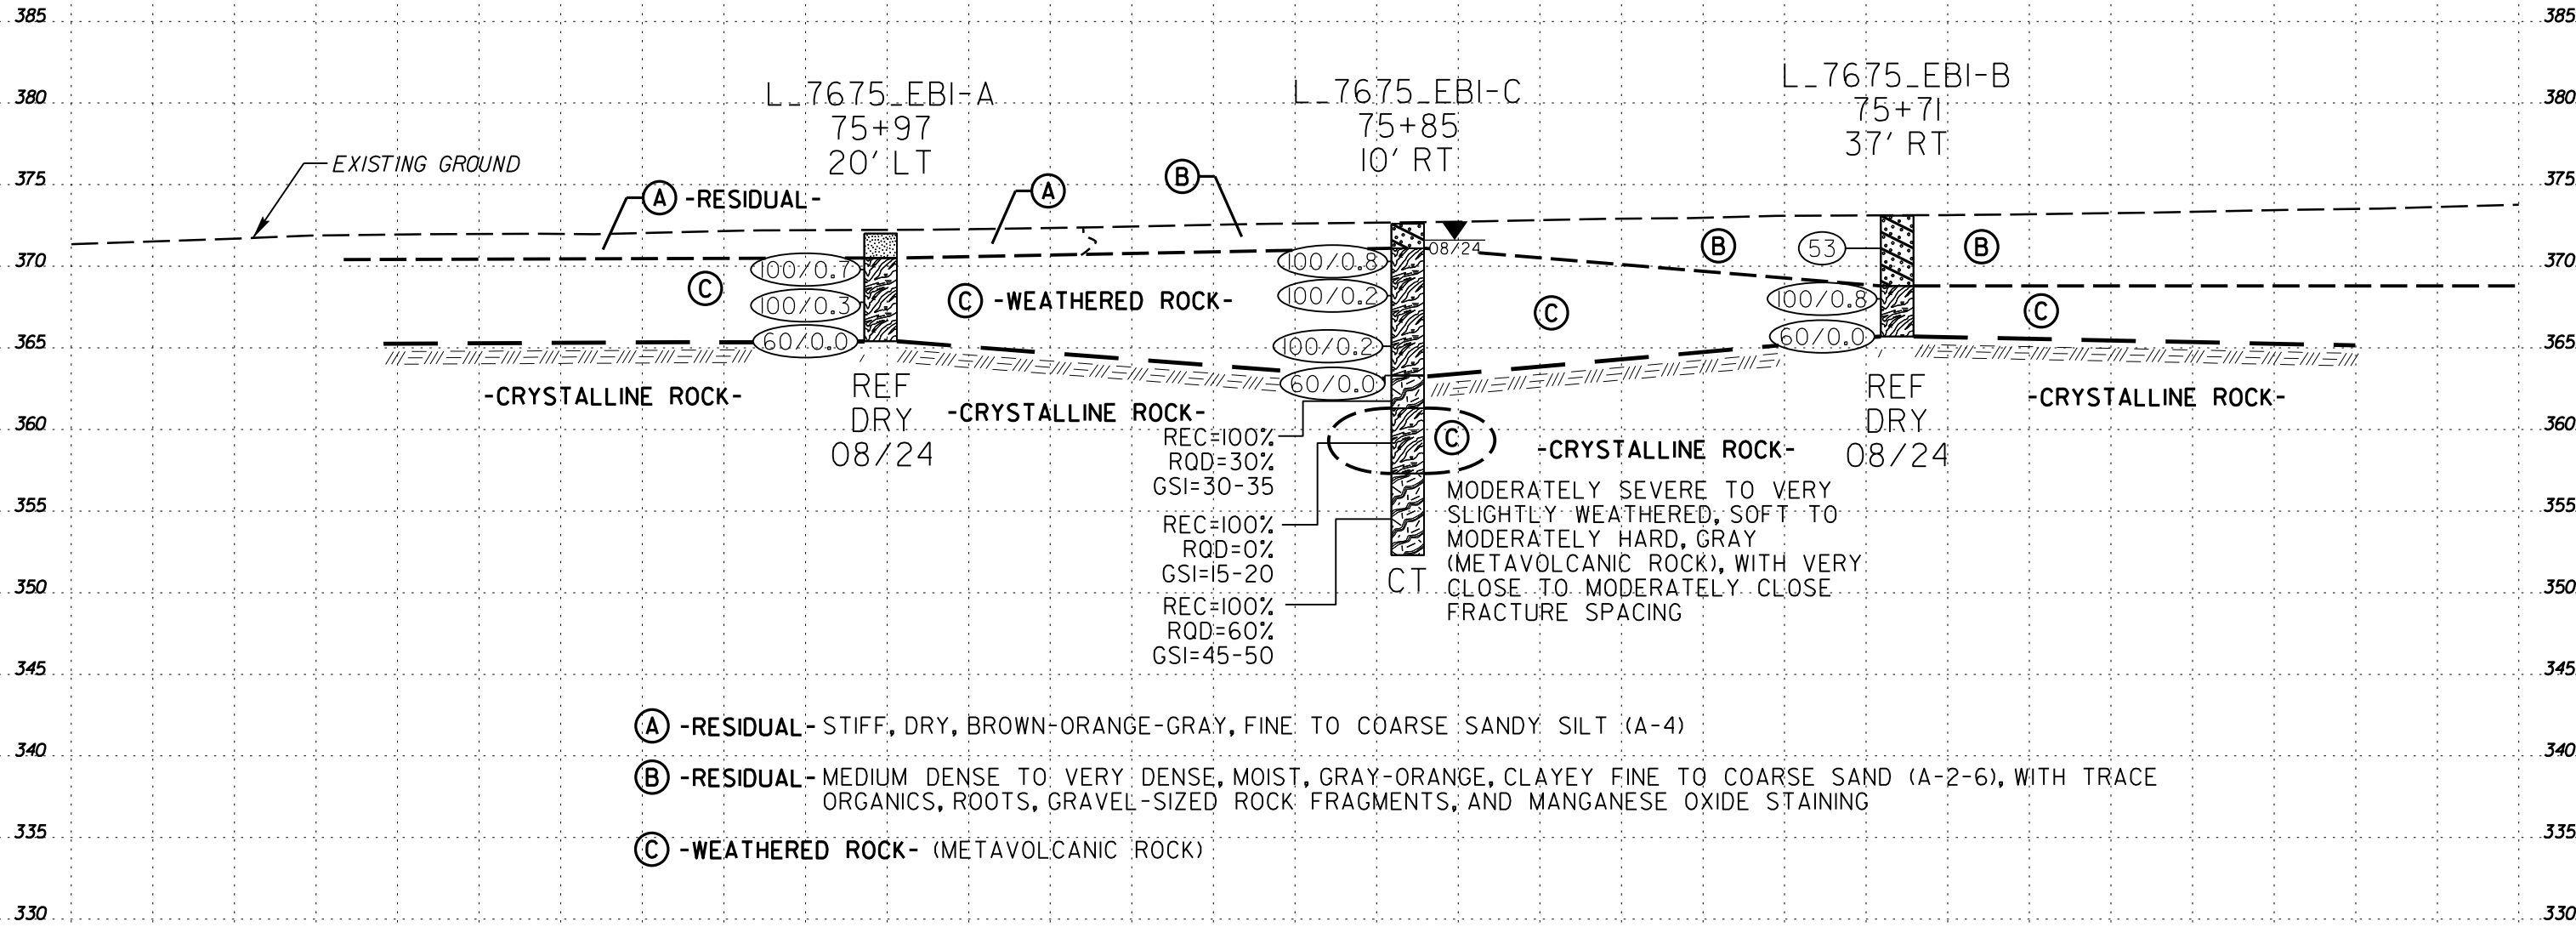 385 385
380 380
375 375
370 370
365 365
360 360
355 355
350 350
345 345
340 340
335 335
330 330
L_7675_EBI-A
75+97
20' LT
L_7675_EBI-C
75+85
10' RT
L_7675_EBI-B
75+71
37' RT
EXISTING GROUND
A -RESIDUAL-
A
B
08/24
B
53
B
C
100/0.7
100/0.3
60/0.0
C -WEATHERED ROCK-
100/0.8
100/0.2
100/0.2
60/0.0
C
100/0.8
60/0.0
C
-CRYSTALLINE ROCK-
REF
DRY
08/24
-CRYSTALLINE ROCK-
REC=100%
RQD=30%
GSI=30-35
REC=100%
RQD=0%
GSI=15-20
REC=100%
RQD=60%
GSI=45-50
C
CT
-CRYSTALLINE ROCK-
MODERATELY SEVERE TO VERY
SLIGHTLY WEATHERED, SOFT TO
MODERATELY HARD, GRAY
(METAVOLCANIC ROCK), WITH VERY
CLOSE TO MODERATELY CLOSE
FRACTURE SPACING
REF
DRY
08/24
-CRYSTALLINE ROCK-
A -RESIDUAL- STIFF, DRY, BROWN-ORANGE-GRAY, FINE TO COARSE SANDY SILT (A-4)
B -RESIDUAL- MEDIUM DENSE TO VERY DENSE, MOIST, GRAY-ORANGE, CLAYEY FINE TO COARSE SAND (A-2-6), WITH TRACE
ORGANICS, ROOTS, GRAVEL-SIZED ROCK FRAGMENTS, AND MANGANESE OXIDE STAINING
C -WEATHERED ROCK- (METAVOLCANIC ROCK)